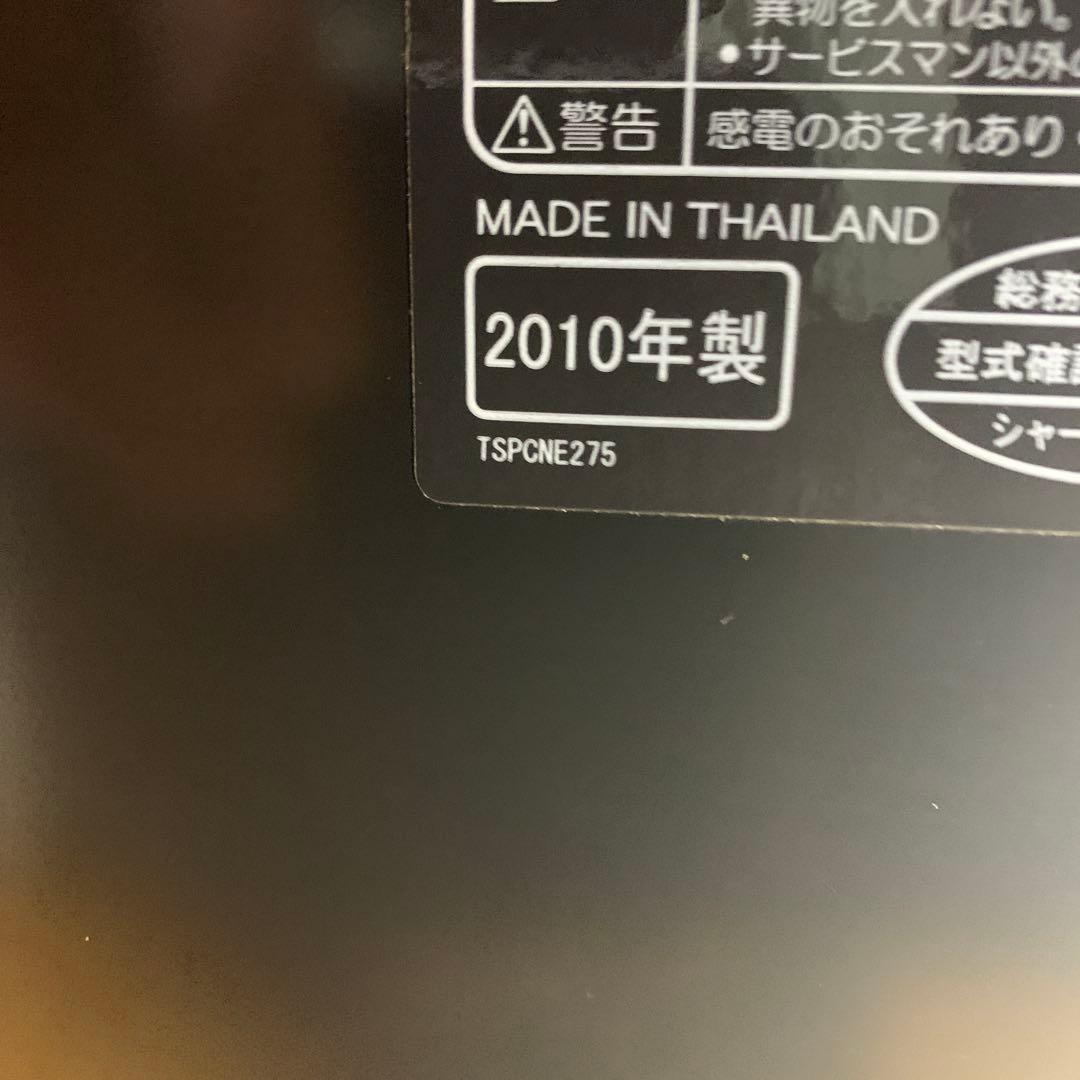 異物を入れない。
•サービスマン以外の
⚠警告
感電のおそれあり・
MADE IN THAILAND
2010年製
TSPCNE275
総務
型式確認
シャー